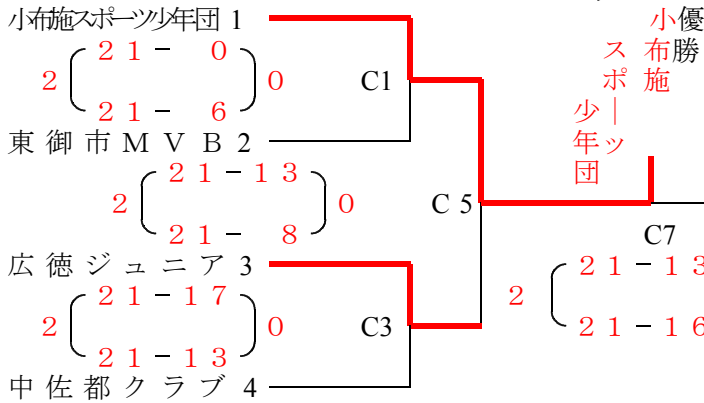 小布施スポーツ少年団 1
21－ 0
2 0 C1
21－ 6
東御市ＭＶＢ 2
21－13
2 0 C 5
21－ 8
広徳ジュニア 3
21－17
2 0 C3
21－13
中佐都クラブ 4
優勝
小布施
スポーツ
少年団
C7
21－13
2
21－16